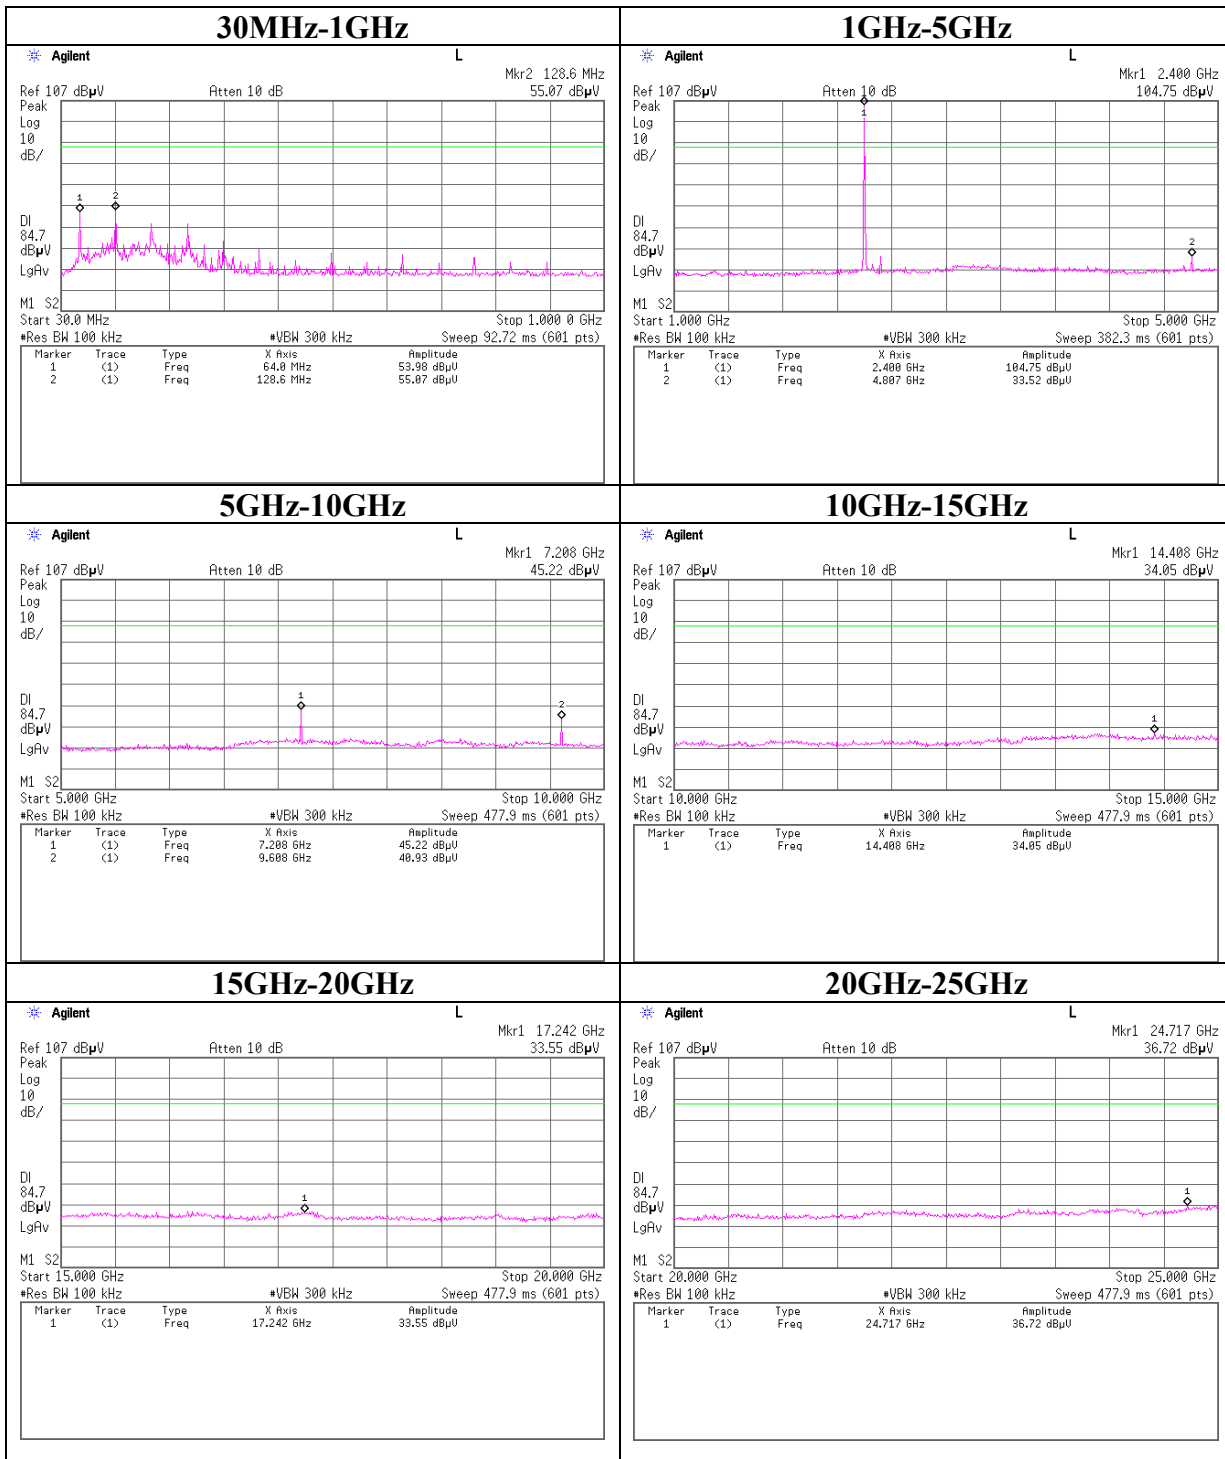 30MHz-1GHz
Agilent L
Mkr2 128.6 MHz
Ref 107 dBµV Atten 10 dB 55.07 dBµV
Peak
Log
10
dB/
1
2
DI
84.7
dBµV
LgAv
M1 S2
Start 30.0 MHz Stop 1.000 0 GHz
#Res BW 100 kHz #VBW 300 kHz Sweep 92.72 ms (601 pts)
Marker Trace Type X Axis Amplitude
1 (1) Freq 64.0 MHz 53.98 dBµV
2 (1) Freq 128.6 MHz 55.07 dBµV
1GHz-5GHz
Agilent L
Mkr1 2.400 GHz
Ref 107 dBµV Atten 10 dB 104.75 dBµV
Peak
Log
10
dB/
1
2
DI
84.7
dBµV
LgAv
M1 S2
Start 1.000 GHz Stop 5.000 GHz
#Res BW 100 kHz #VBW 300 kHz Sweep 382.3 ms (601 pts)
Marker Trace Type X Axis Amplitude
1 (1) Freq 2.400 GHz 104.75 dBµV
2 (1) Freq 4.807 GHz 33.52 dBµV
5GHz-10GHz
Agilent L
Mkr1 7.208 GHz
Ref 107 dBµV Atten 10 dB 45.22 dBµV
Peak
Log
10
dB/
1
2
DI
84.7
dBµV
LgAv
M1 S2
Start 5.000 GHz Stop 10.000 GHz
#Res BW 100 kHz #VBW 300 kHz Sweep 477.9 ms (601 pts)
Marker Trace Type X Axis Amplitude
1 (1) Freq 7.208 GHz 45.22 dBµV
2 (1) Freq 9.608 GHz 40.93 dBµV
10GHz-15GHz
Agilent L
Mkr1 14.408 GHz
Ref 107 dBµV Atten 10 dB 34.05 dBµV
Peak
Log
10
dB/
1
DI
84.7
dBµV
LgAv
M1 S2
Start 10.000 GHz Stop 15.000 GHz
#Res BW 100 kHz #VBW 300 kHz Sweep 477.9 ms (601 pts)
Marker Trace Type X Axis Amplitude
1 (1) Freq 14.408 GHz 34.05 dBµV
15GHz-20GHz
Agilent L
Mkr1 17.242 GHz
Ref 107 dBµV Atten 10 dB 33.55 dBµV
Peak
Log
10
dB/
1
DI
84.7
dBµV
LgAv
M1 S2
Start 15.000 GHz Stop 20.000 GHz
#Res BW 100 kHz #VBW 300 kHz Sweep 477.9 ms (601 pts)
Marker Trace Type X Axis Amplitude
1 (1) Freq 17.242 GHz 33.55 dBµV
20GHz-25GHz
Agilent L
Mkr1 24.717 GHz
Ref 107 dBµV Atten 10 dB 36.72 dBµV
Peak
Log
10
dB/
1
DI
84.7
dBµV
LgAv
M1 S2
Start 20.000 GHz Stop 25.000 GHz
#Res BW 100 kHz #VBW 300 kHz Sweep 477.9 ms (601 pts)
Marker Trace Type X Axis Amplitude
1 (1) Freq 24.717 GHz 36.72 dBµV